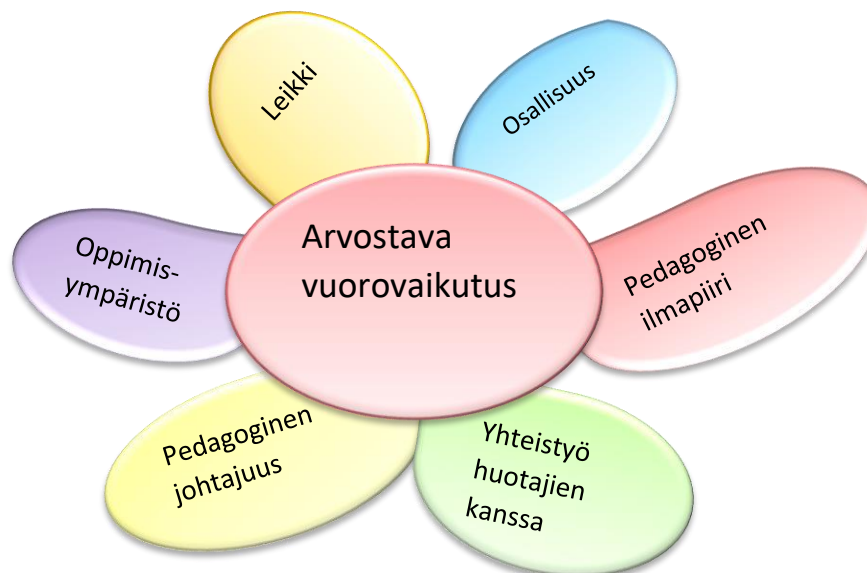 Leikki
Osallisuus
Arvostava
vuorovaikutus
Pedagoginen
ilmapiiri
Oppimis-
ympäristö
Pedagoginen
johtajuus
Yhteistyö
huotajien
kanssa